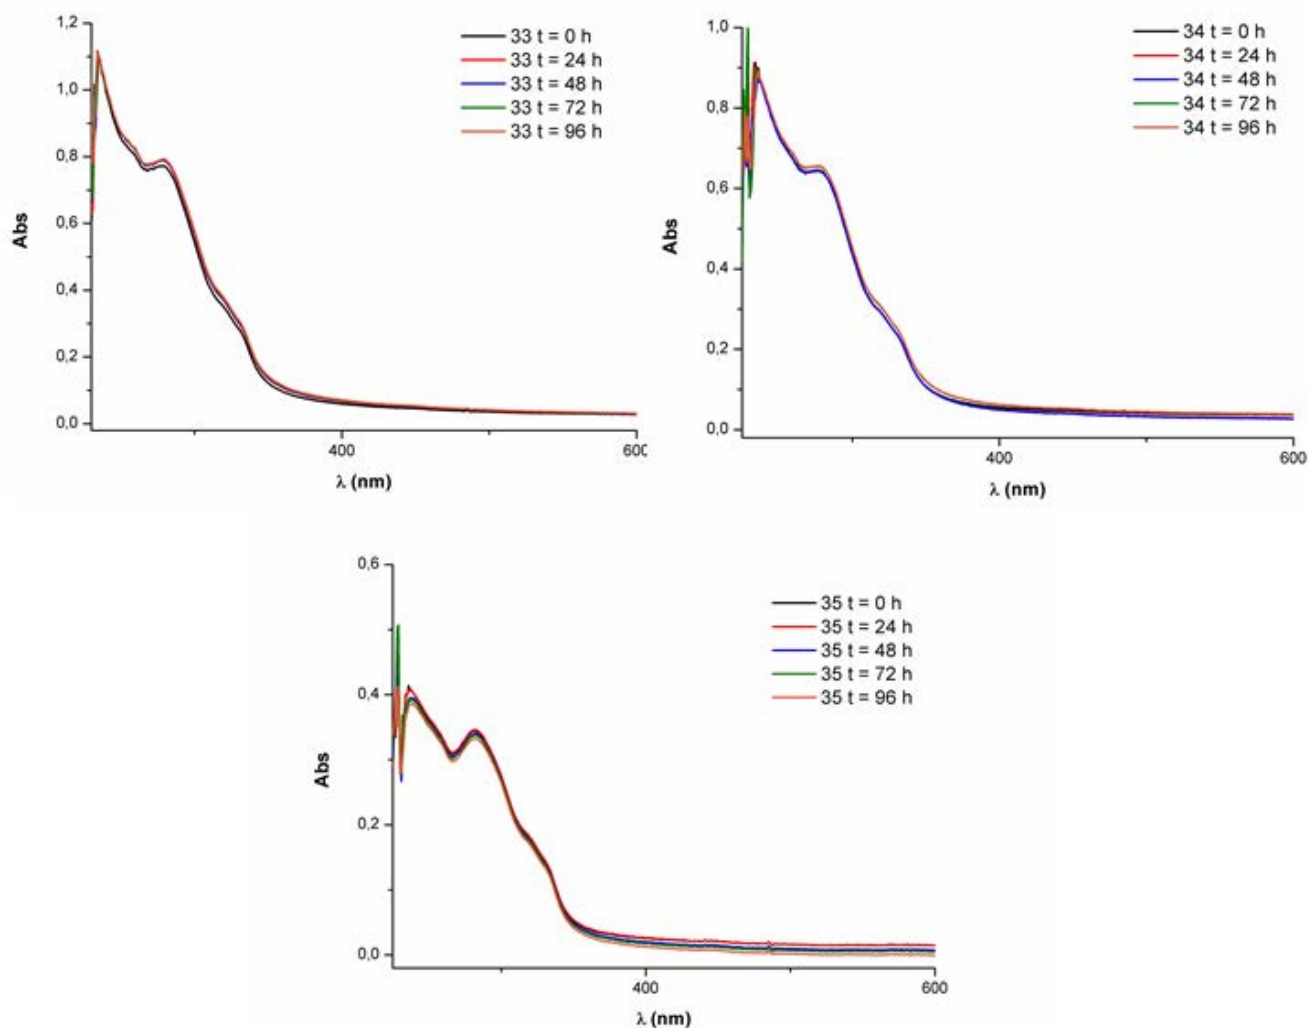 1,2
1,0
0,8
0,6
0,4
0,2
0,0
Abs
33 t = 0 h
33 t = 24 h
33 t = 48 h
33 t = 72 h
33 t = 96 h
400
600
λ (nm)
1,0
0,8
0,6
0,4
0,2
0,0
Abs
34 t = 0 h
34 t = 24 h
34 t = 48 h
34 t = 72 h
34 t = 96 h
400
600
λ (nm)
0,6
0,4
0,2
0,0
Abs
35 t = 0 h
35 t = 24 h
35 t = 48 h
35 t = 72 h
35 t = 96 h
400
600
λ (nm)